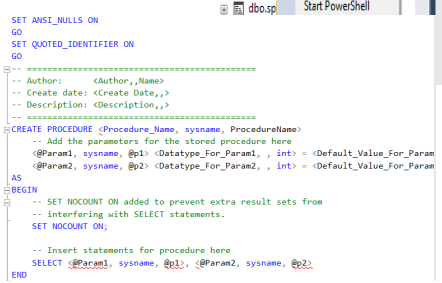 dbo.sp
Start PowerShell
SET ANSI_NULLS ON
GO
SET QUOTED_IDENTIFIER ON
GO
-- =============================================
-- Author: <Author,,Name>
-- Create date: <Create Date,,>
-- Description: <Description,,>
-- =============================================
CREATE PROCEDURE <Procedure_Name, sysname, ProcedureName>
-- Add the parameters for the stored procedure here
<@Param1, sysname, @p1> <Datatype_For_Param1, , int> = <Default_Value_For_Param
<@Param2, sysname, @p2> <Datatype_For_Param2, , int> = <Default_Value_For_Param
AS
BEGIN
-- SET NOCOUNT ON added to prevent extra result sets from
-- interfering with SELECT statements.
SET NOCOUNT ON;
-- Insert statements for procedure here
SELECT <@Param1, sysname, @p1>, <@Param2, sysname, @p2>
END